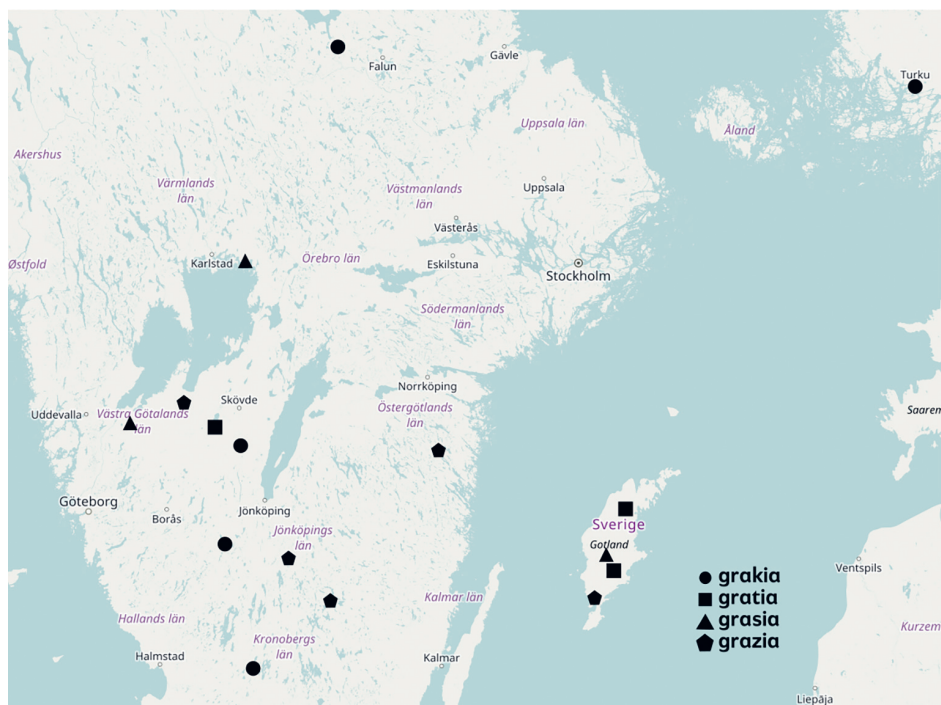 Falun
Gävle
Turku
Uppsala län
Åland
Akershus
Värmlands
län
Västmanlands
län
Uppsala
Västerås
Østfold
Karlstad
Örebro län
Eskilstuna
Stockholm
Södermanlands
län
Norrköping
Skövde
Uddevalla
Västra Götalands
län
Östergötlands
län
Saarem
Göteborg
Borås
Jönköping
Jönköpings
län
Sverige
Gotland
Ventspils
grakia
gratia
grasia
grazia
Kalmar län
Hallands län
Kronobergs
län
Kurzem
Halmstad
Kalmar
Liepāja